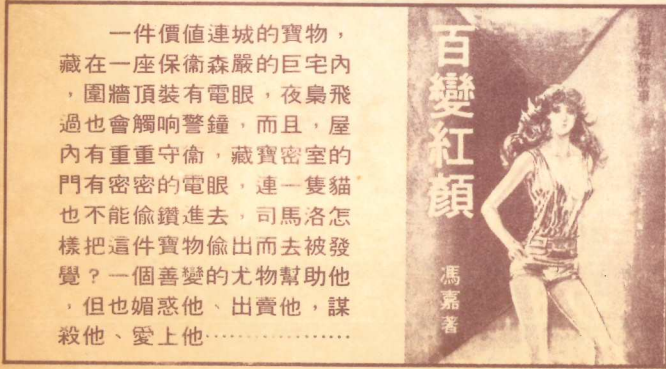 一件價值連城的寶物，
藏在一座保衞森嚴的巨宅內
，圍牆頂裝有電眼，夜梟飛
過也會觸响警鐘，而且，屋
內有重重守衞，藏寶密室的
門有密密的電眼，連一隻貓
也不能偷鑽進去，司馬洛怎
樣把這件寶物偷出而去被發
覺？一個善變的尤物幫助他
，但也媚惑他、出賣他，謀
殺他、愛上他………………
百變紅顏
馮嘉著